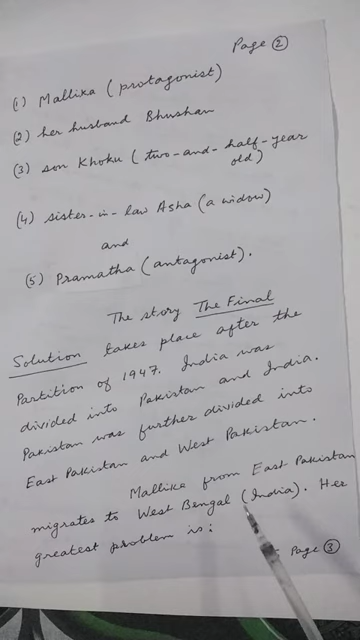 Page ②
(1) Mallika (protagonist)
(2) her husband Bhushan
(3) son Khoku (two-and-half-year
old)
(4) sister-in-law Asha (a widow)
and
(5) Pramatha (antagonist).
The story The Final
Solution takes place after the
Partition of 1947. India was
divided into Pakistan and India.
Pakistan was further divided into
East Pakistan and West Pakistan.
Mallika from East Pakistan
migrates to West Bengal (India). Her
greatest problem is:
Page ③